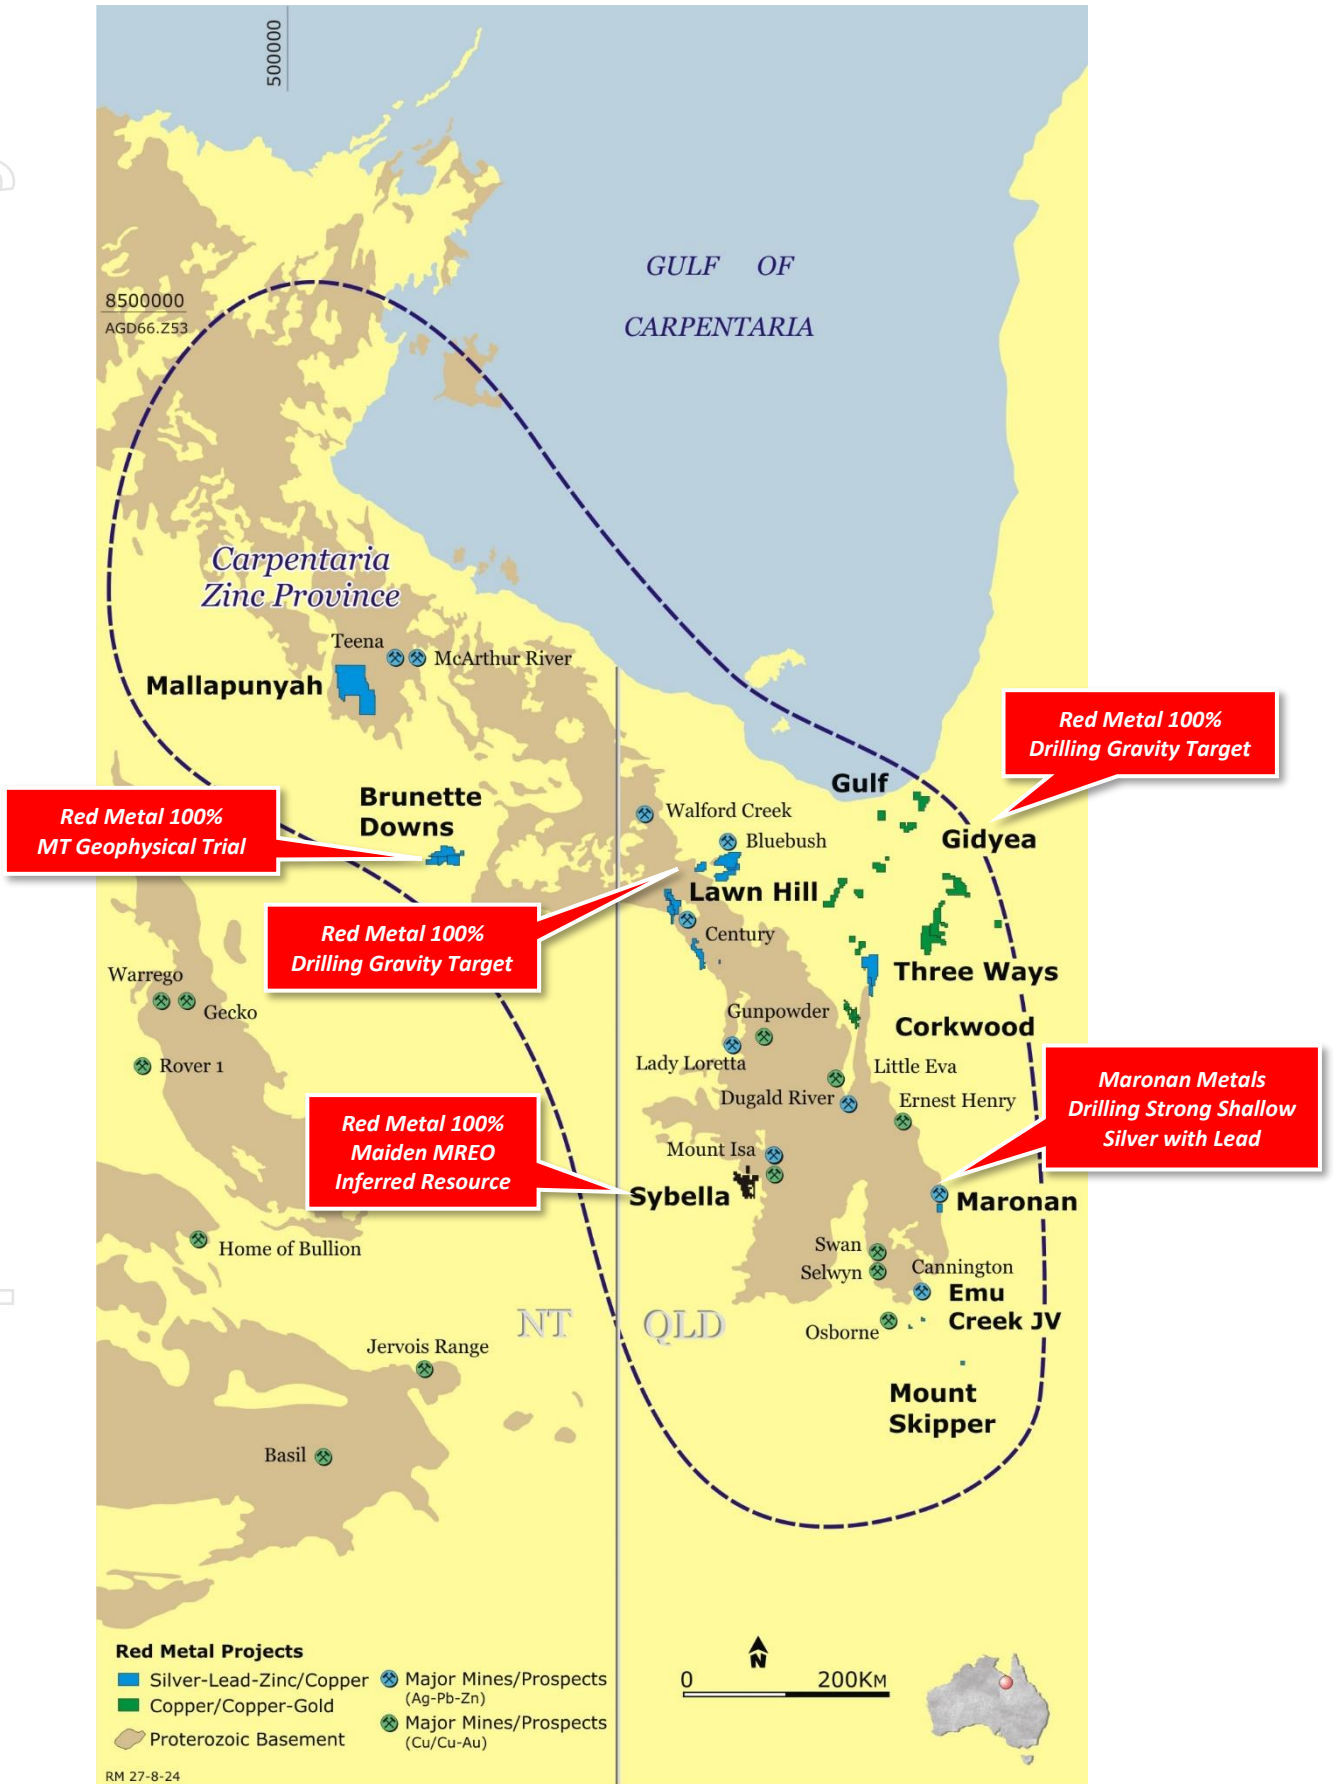 500000
GULF OF
CARPENTARIA
8500000
AGD66.Z53
Carpentaria
Zinc Province
Teena
McArthur River
Mallapunyah
Red Metal 100%
Drilling Gravity Target
Gulf
Brunette
Downs
Red Metal 100%
MT Geophysical Trial
Walford Creek
Bluebush
Gidyea
Lawn Hill
Red Metal 100%
Drilling Gravity Target
Century
Three Ways
Warrego
Gecko
Gunpowder
Corkwood
Rover 1
Lady Loretta
Little Eva
Dugald River
Ernest Henry
Maronan Metals
Drilling Strong Shallow
Silver with Lead
Red Metal 100%
Maiden MREO
Inferred Resource
Mount Isa
Sybella
Maronan
Home of Bullion
Swan
Selwyn
Cannington
Emu
Creek JV
NT
QLD
Osborne
Jervois Range
Mount
Skipper
Basil
Red Metal Projects
Silver-Lead-Zinc/Copper
Copper/Copper-Gold
Proterozoic Basement
Major Mines/Prospects
(Ag-Pb-Zn)
Major Mines/Prospects
(Cu/Cu-Au)
N
0 200KM
RM 27-8-24